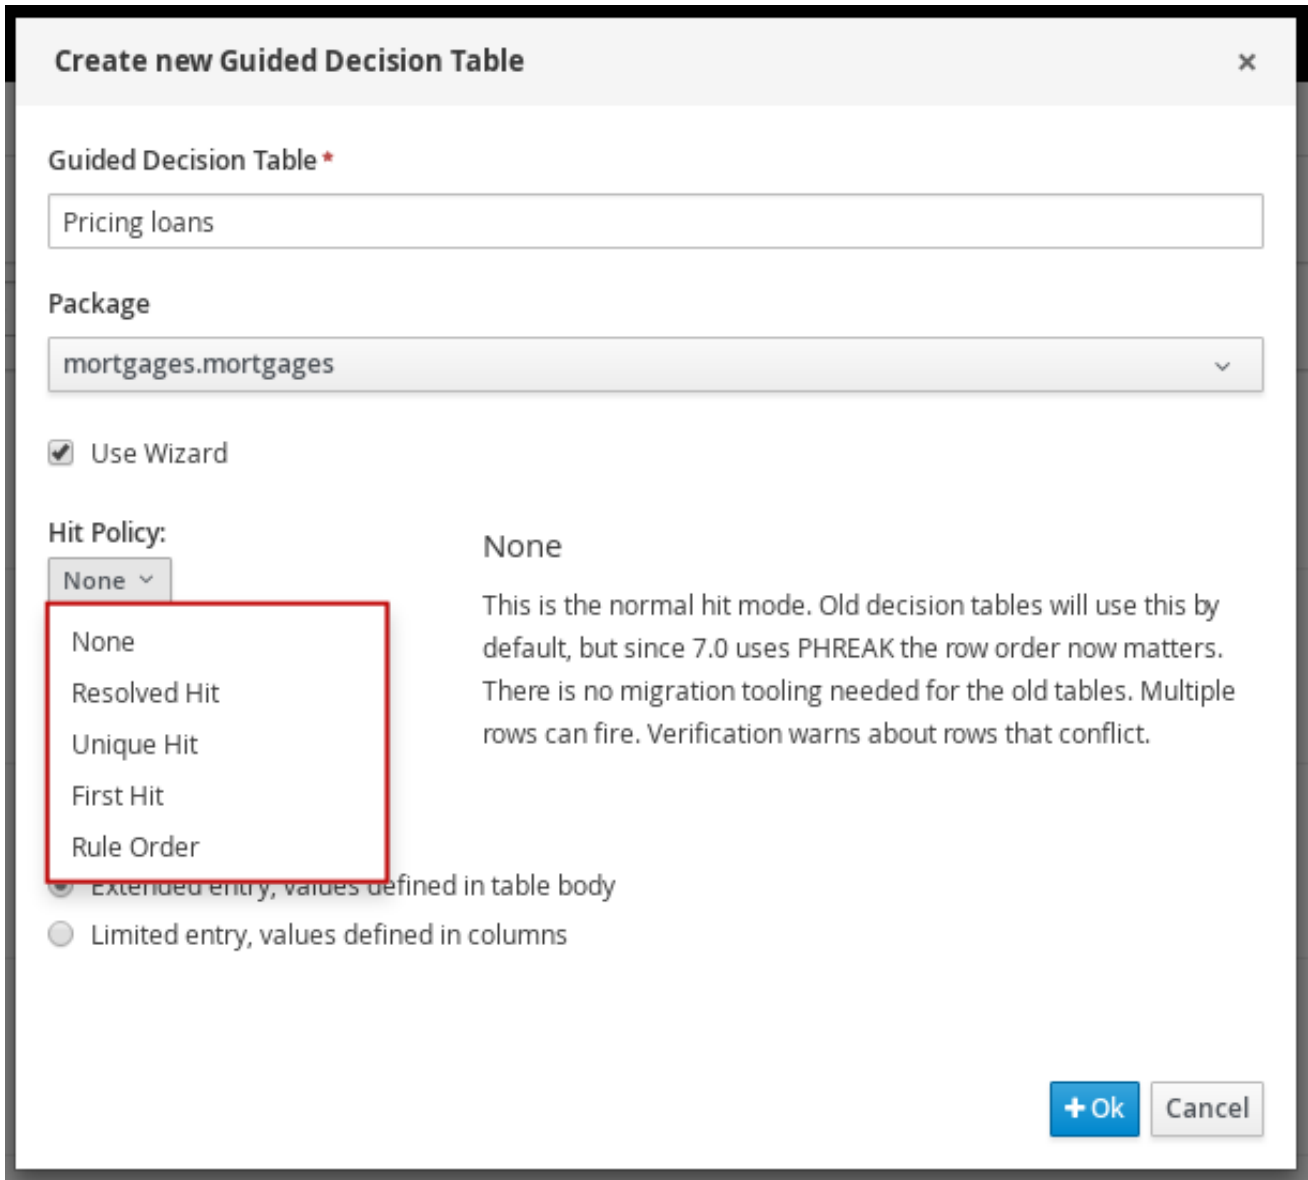 Create new Guided Decision Table
×
Guided Decision Table *
Pricing loans
Package
mortgages.mortgages
Use Wizard
Hit Policy:
None
None
Resolved Hit
Unique Hit
First Hit
Rule Order
None
This is the normal hit mode. Old decision tables will use this by
default, but since 7.0 uses PHREAK the row order now matters.
There is no migration tooling needed for the old tables. Multiple
rows can fire. Verification warns about rows that conflict.
Extended entry, values defined in table body
Limited entry, values defined in columns
+ Ok
Cancel